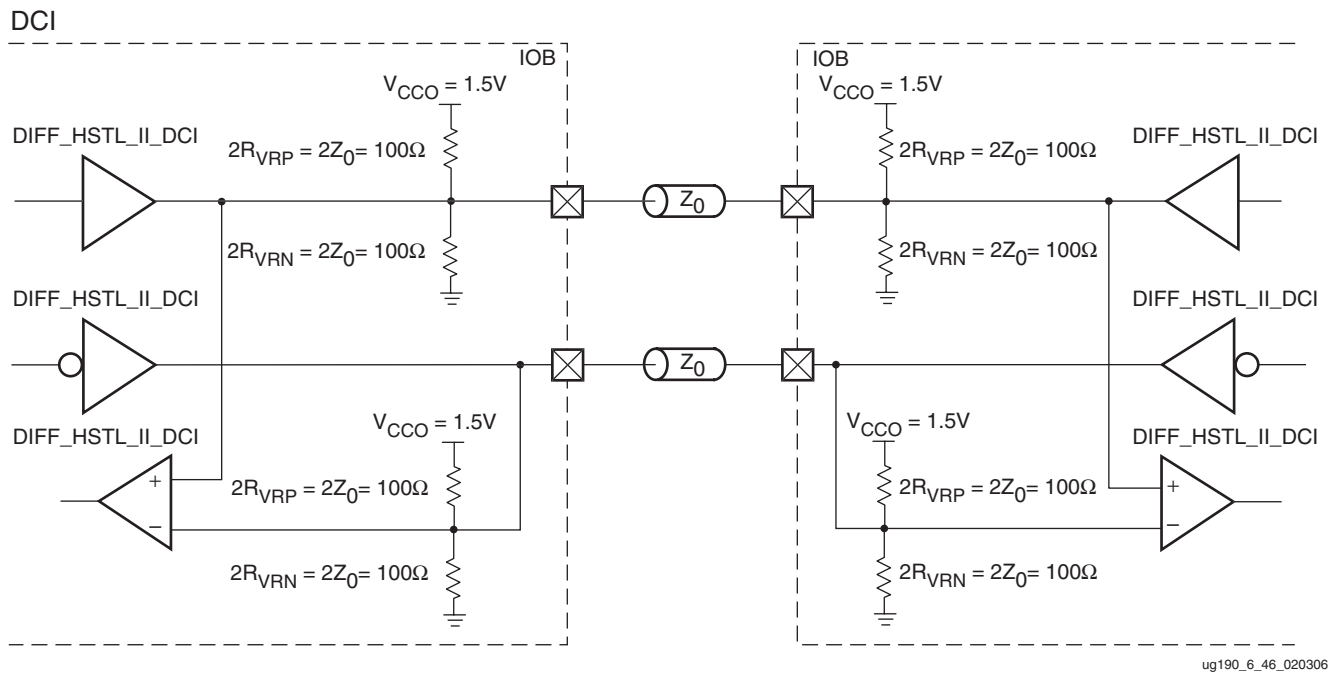 DCI
IOB
IOB
V_CCO = 1.5V
V_CCO = 1.5V
DIFF_HSTL_II_DCI
2R_VRP = 2Z_0= 100Ω
2R_VRP = 2Z_0= 100Ω
DIFF_HSTL_II_DCI
Z_0
2R_VRN = 2Z_0= 100Ω
2R_VRN = 2Z_0= 100Ω
DIFF_HSTL_II_DCI
DIFF_HSTL_II_DCI
Z_0
V_CCO = 1.5V
V_CCO = 1.5V
DIFF_HSTL_II_DCI
DIFF_HSTL_II_DCI
+
2R_VRP = 2Z_0= 100Ω
2R_VRP = 2Z_0= 100Ω
+
–
–
2R_VRN = 2Z_0= 100Ω
2R_VRN = 2Z_0= 100Ω
ug190_6_46_020306